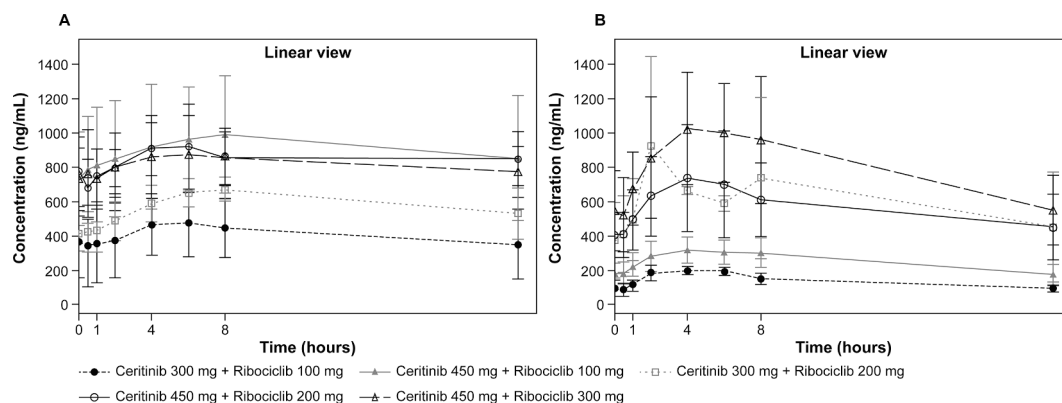 A
B
Linear view
Linear view
Concentration (ng/mL)
1400
1200
1000
800
600
400
200
0
0 1 4 8
Time (hours)
Concentration (ng/mL)
1400
1200
1000
800
600
400
200
0
0 1 4 8
Time (hours)
Ceritinib 300 mg + Ribociclib 100 mg
Ceritinib 450 mg + Ribociclib 100 mg
Ceritinib 300 mg + Ribociclib 200 mg
Ceritinib 450 mg + Ribociclib 200 mg
Ceritinib 450 mg + Ribociclib 300 mg